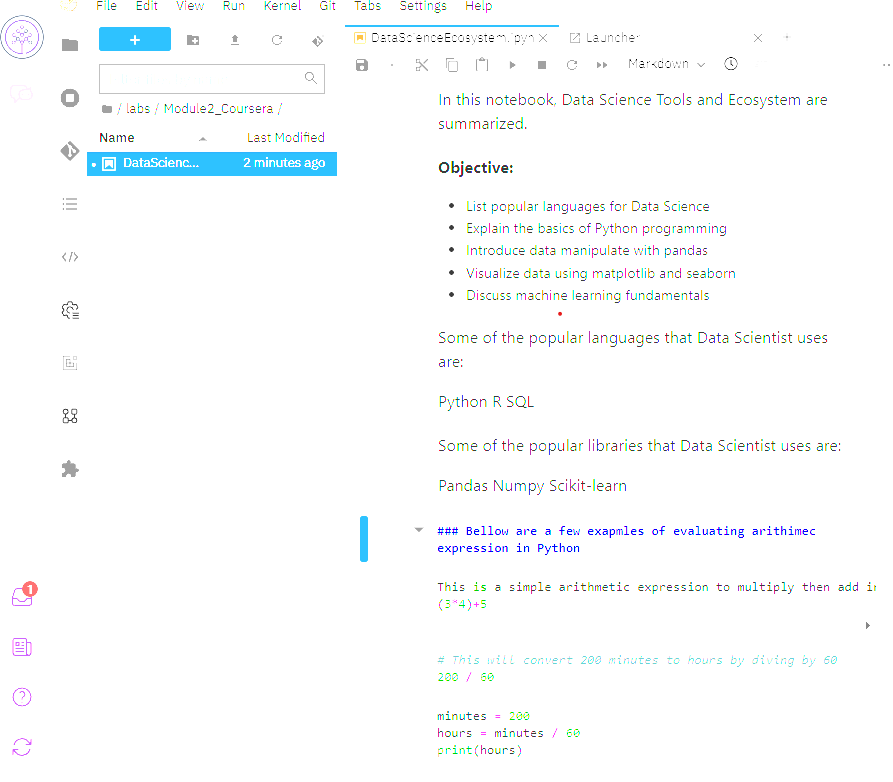 File Edit View Run Kernel Git Tabs Settings Help
DataScienceEcosystem.ipyn Launcher
Markdown
/ labs / Module2_Coursera /
Name Last Modified
DataScienc... 2 minutes ago
1
In this notebook, Data Science Tools and Ecosystem are
summarized.
Objective:
List popular languages for Data Science
Explain the basics of Python programming
Introduce data manipulate with pandas
Visualize data using matplotlib and seaborn
Discuss machine learning fundamentals
Some of the popular languages that Data Scientist uses
are:
Python R SQL
Some of the popular libraries that Data Scientist uses are:
Pandas Numpy Scikit-learn
### Bellow are a few exapmles of evaluating arithimec
expression in Python
This is a simple arithmetic expression to multiply then add in
(3*4)+5
# This will convert 200 minutes to hours by diving by 60
200 / 60
minutes = 200
hours = minutes / 60
print(hours)